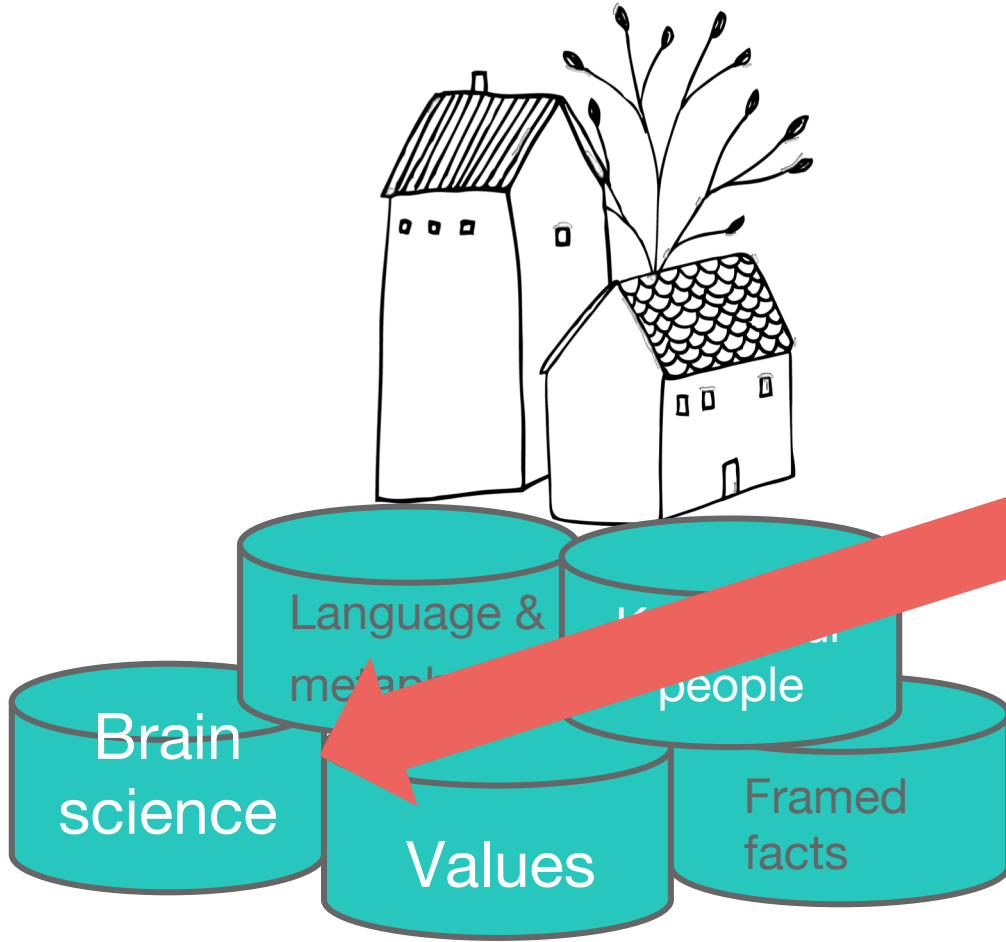 Language &
people
Brain
science
Values
Framed
facts